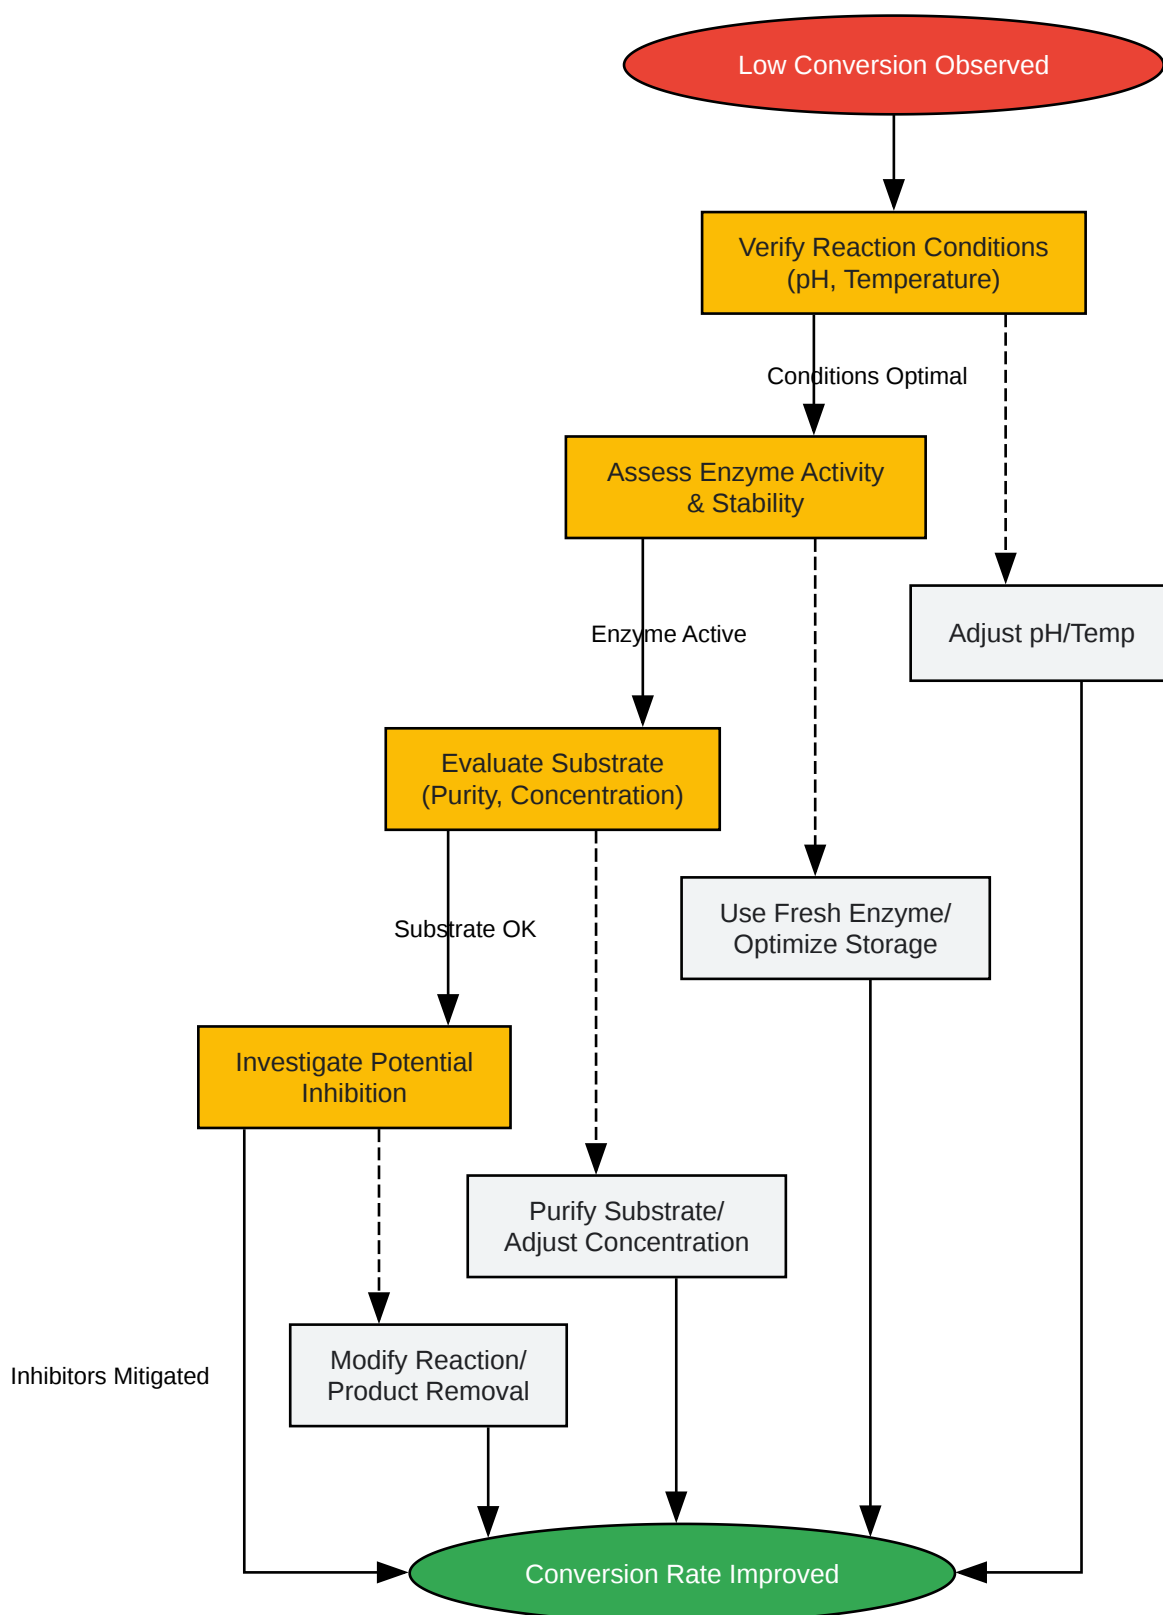 Low Conversion Observed
Verify Reaction Conditions
(pH, Temperature)
Conditions Optimal
Assess Enzyme Activity
& Stability
Enzyme Active
Adjust pH/Temp
Evaluate Substrate
(Purity, Concentration)
Substrate OK
Use Fresh Enzyme/
Optimize Storage
Investigate Potential
Inhibition
Purify Substrate/
Adjust Concentration
Inhibitors Mitigated
Modify Reaction/
Product Removal
Conversion Rate Improved